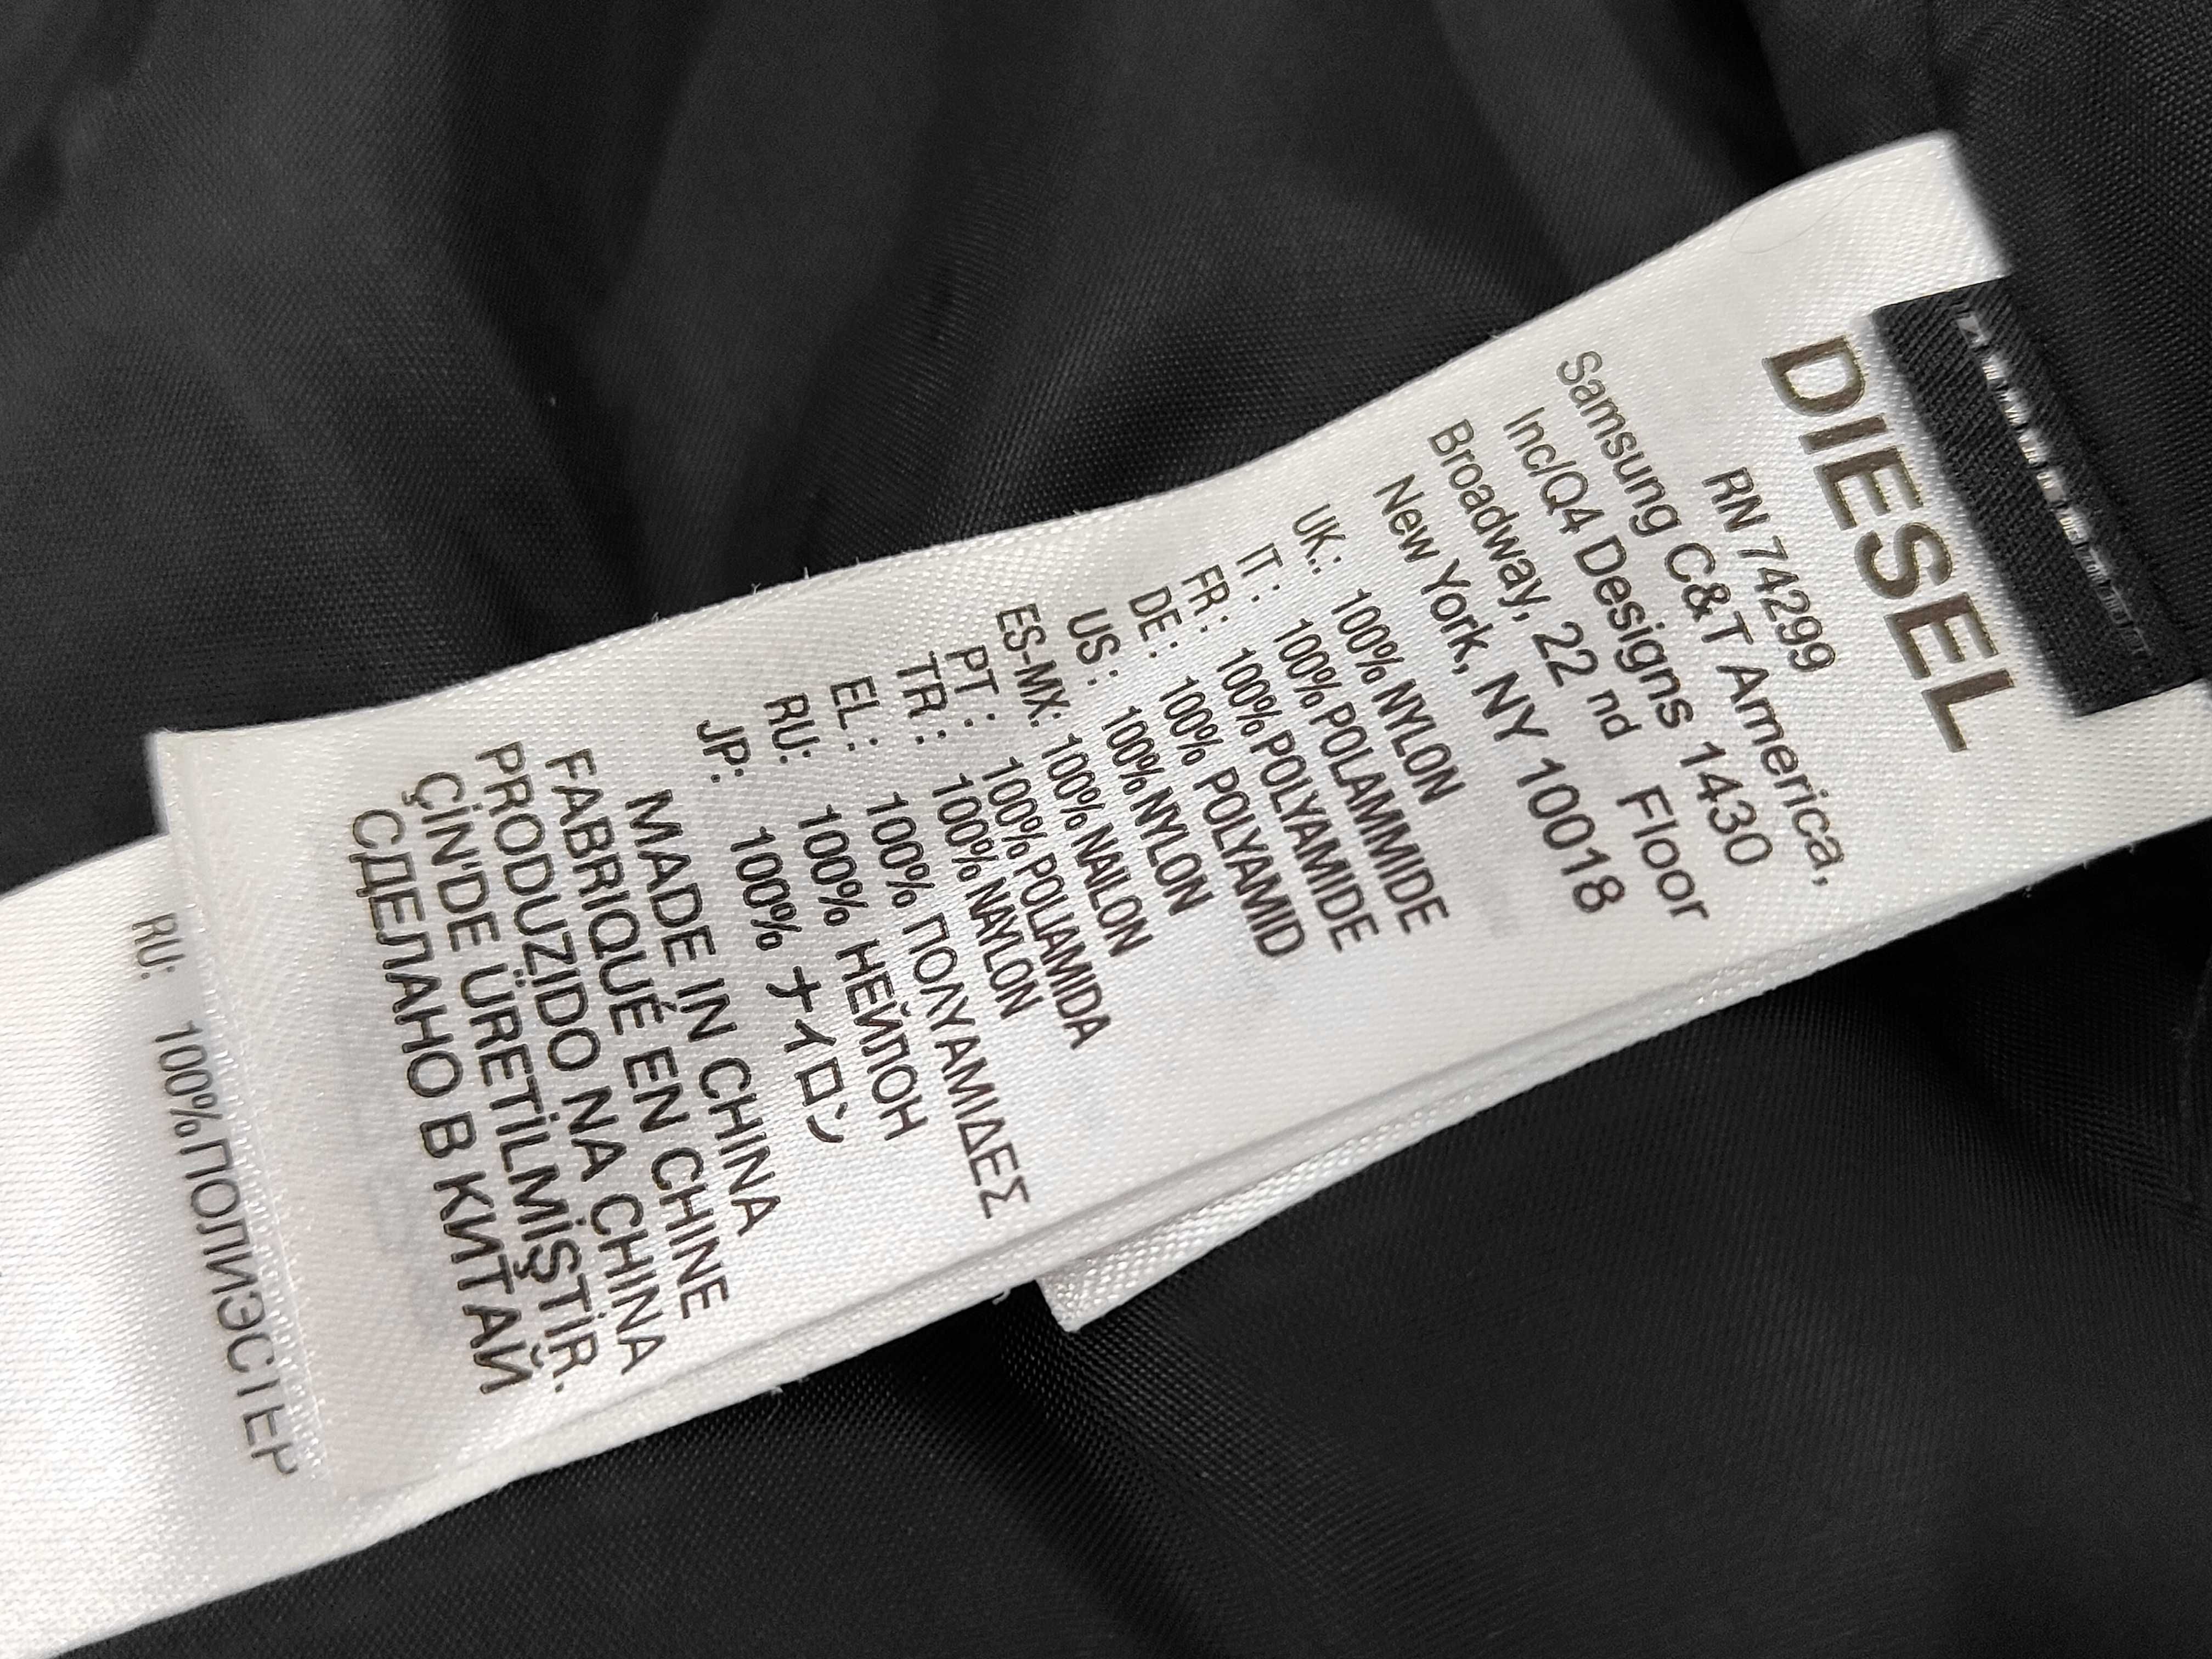 DIESEL
RN 74299
Samsung C&T America,
Inc/Q4 Designs 1430
Broadway, 22 nd Floor
New York, NY 10018
UK: 100% NYLON
IT: 100% POLAMMIDE
FR: 100% POLYAMIDE
DE: 100% POLYAMID
US: 100% NYLON
ES-MX: 100% NAILON
PT: 100% POLIAMIDA
TR: 100% NAYLON
EL: 100% ΠΟΛΥΑΜΙΔΕΣ
RU: 100% НЕЙПОН
JP: 100% ナイロン
MADE IN CHINA
FABRIQUÉ EN CHINE
PRODUZIDO NA CHINA
ÇİN'DE ÜRETİLMİŞTİR.
СДЕЛАНО В КИТАЙ
RU: 100%ПОЛИЭСТЕР